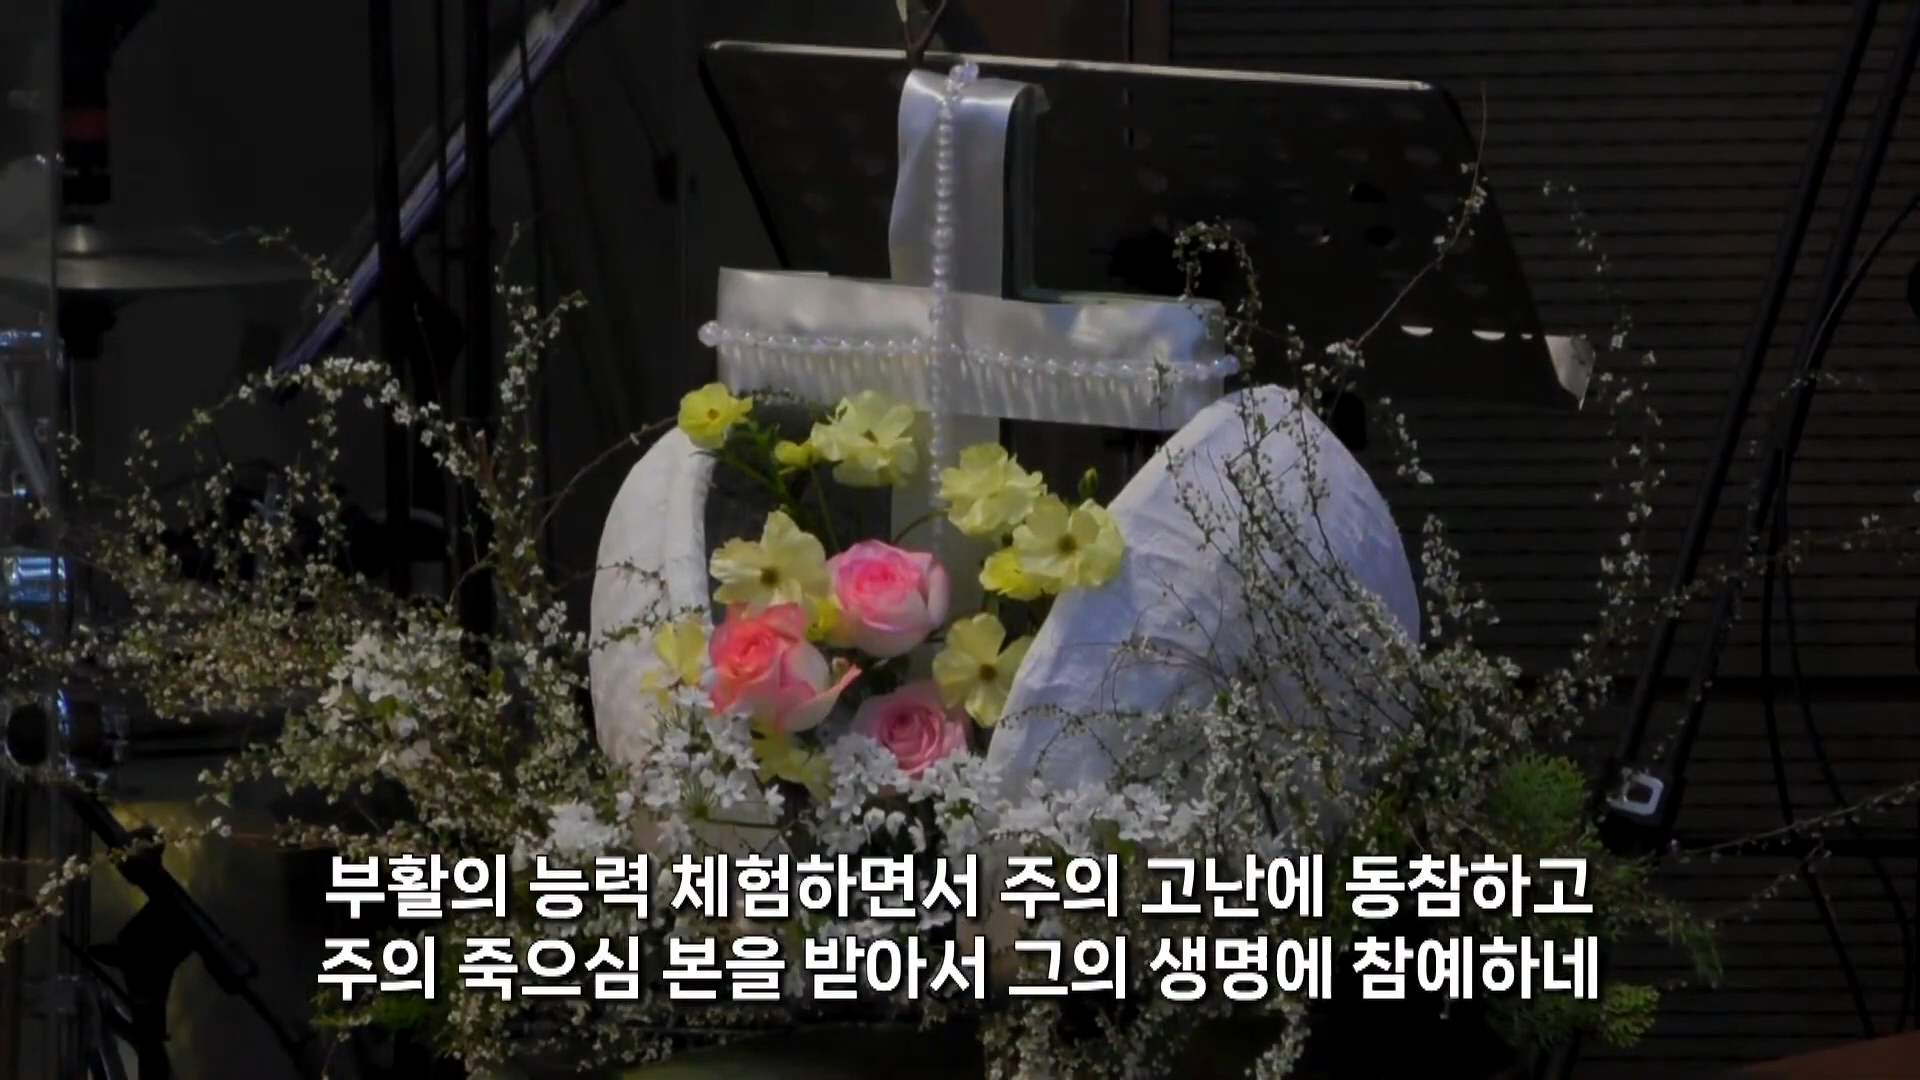 부활의 능력 체험하면서 주의 고난에 동참하고
주의 죽으심 본을 받아서 그의 생명에 참예하네